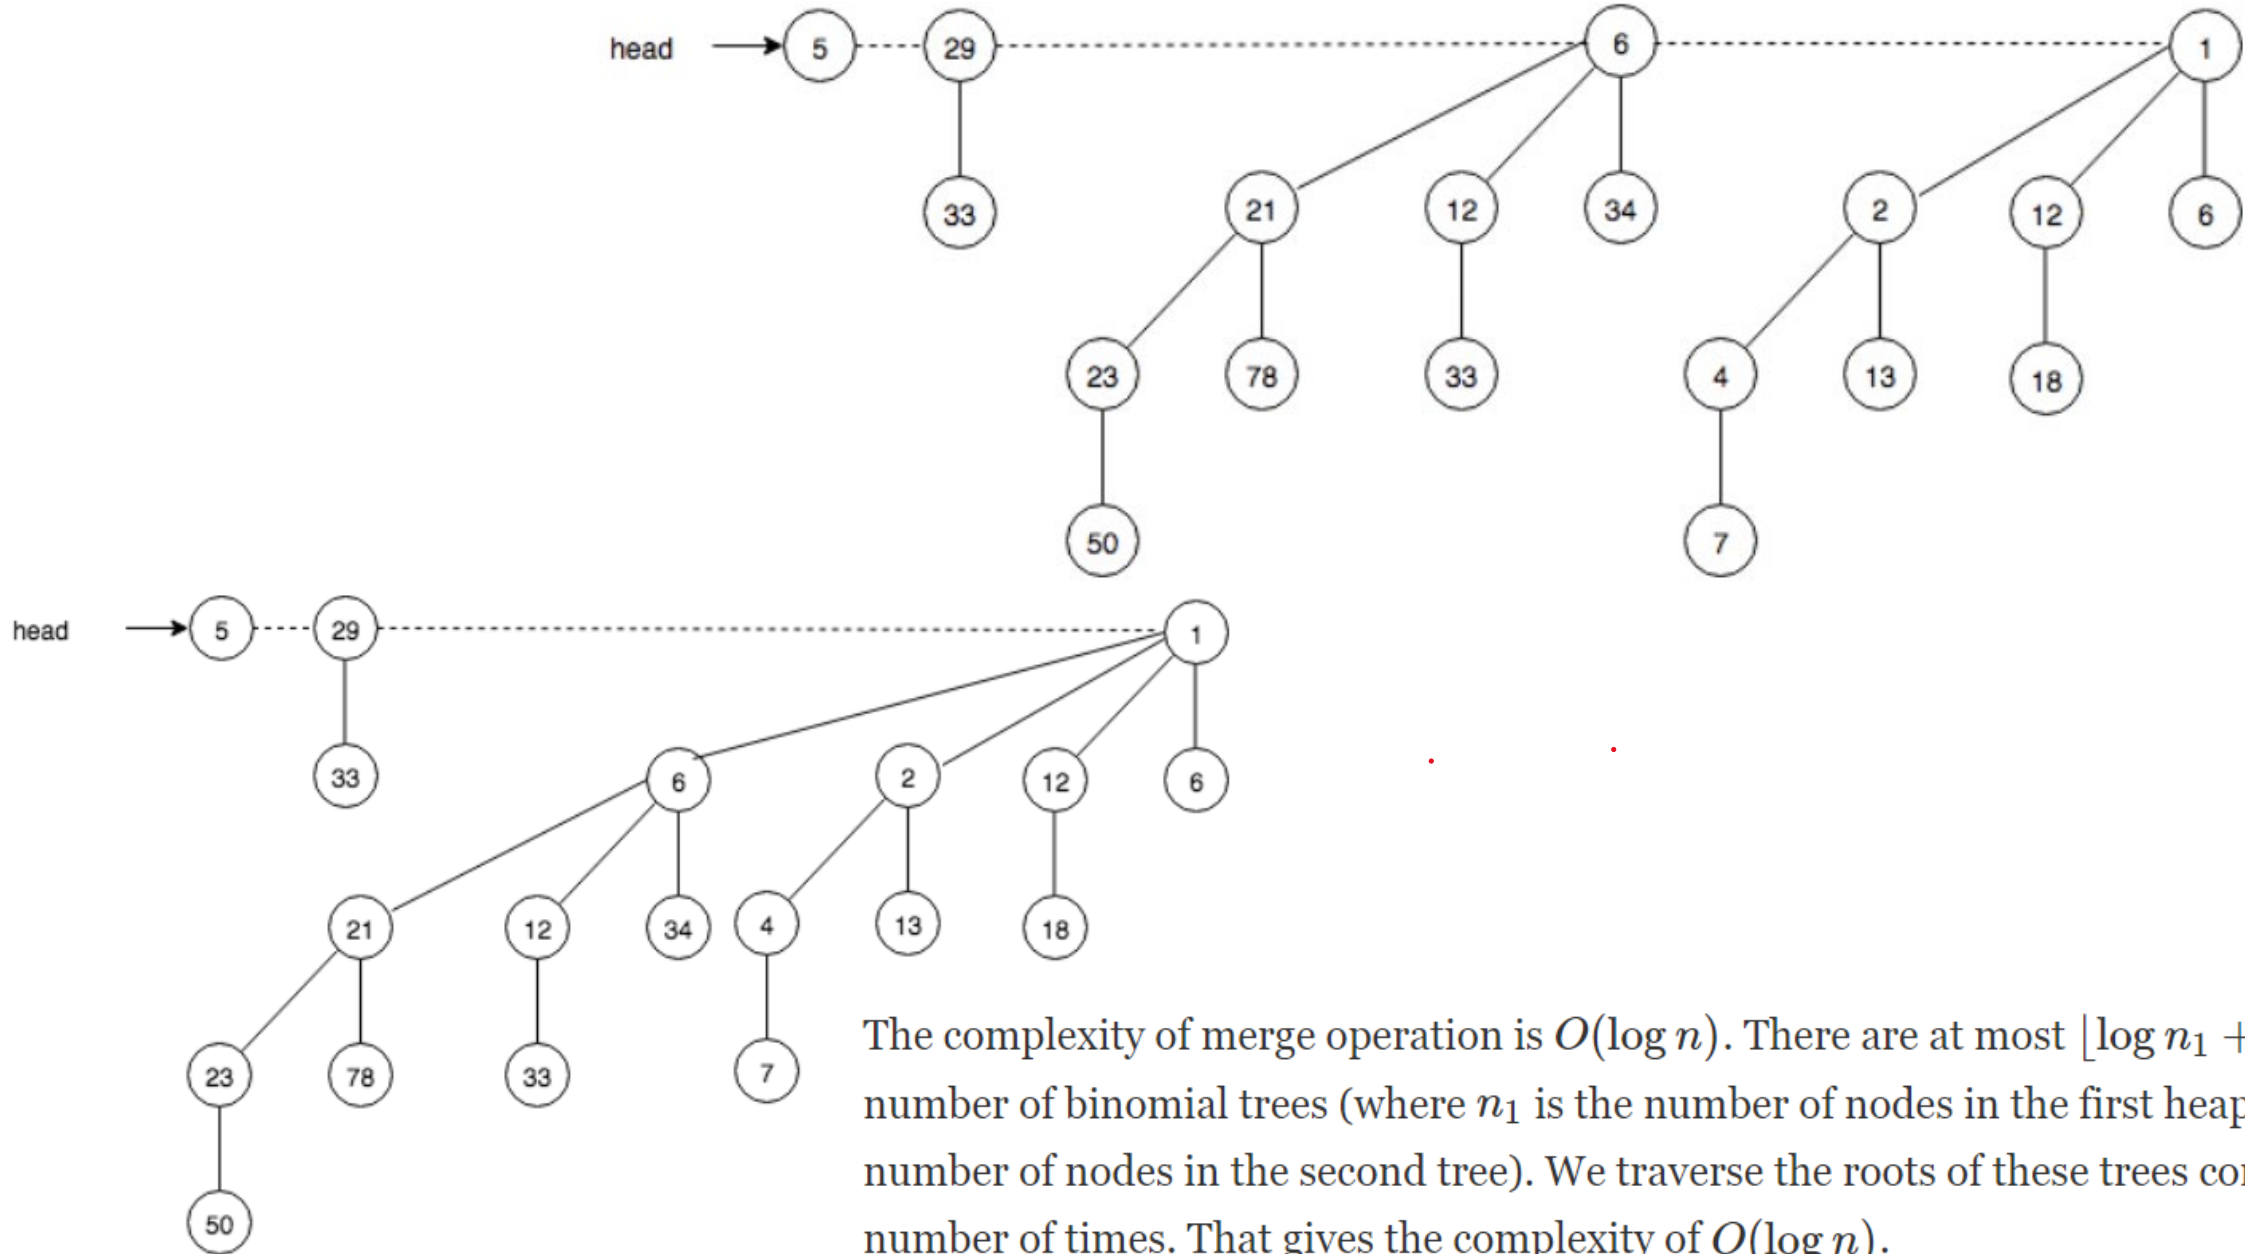 head 5 29 6 1
33 21 12 34 2 12 6
23 78 33 4 13 18
50 7
head 5 29 1
33 6 2 12 6
21 12 34 4 13 18
23 78 33 7
50
The complexity of merge operation is O(log n). There are at most ⌊log n₁ +
number of binomial trees (where n₁ is the number of nodes in the first heap
number of nodes in the second tree). We traverse the roots of these trees
number of times. That gives the complexity of O(log n).